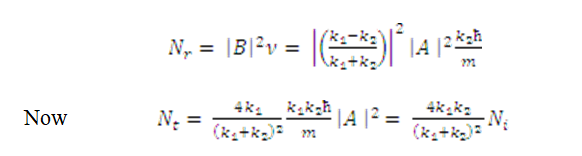 N_r = |B|²v = |(k₁−k₂ / k₁+k₂)|² |A|² k₂ħ/m
Now N_t = 4k₁/(k₁+k₂)² k₁k₂ħ/m |A|² = 4k₁k₂/(k₁+k₂)² N_i